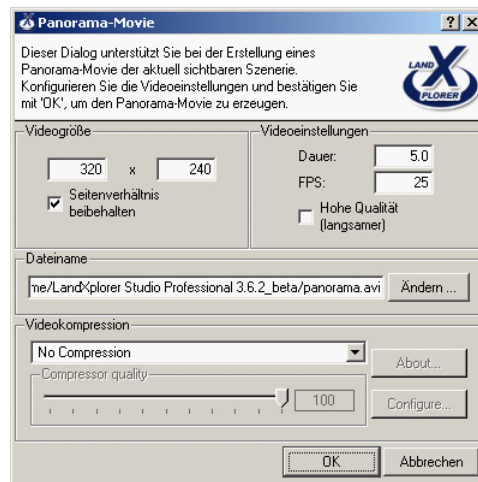 Panorama-Movie
Dieser Dialog unterstützt Sie bei der Erstellung eines
Panorama-Movie der aktuell sichtbaren Szenerie.
Konfigurieren Sie die Videoeinstellungen und bestätigen Sie
mit 'OK', um den Panorama-Movie zu erzeugen.
LAND X PLORER
Videogröße
320 x 240
Seitenverhältnis
beibehalten
Videoeinstellungen
Dauer: 5.0
FPS: 25
Hohe Qualität
(langsamer)
Dateiname
me/LandXplorer Studio Professional 3.6.2_beta/panorama.avi Ändern ...
Videokompression
No Compression
About...
Compressor quality
100
Configure...
OK Abbrechen